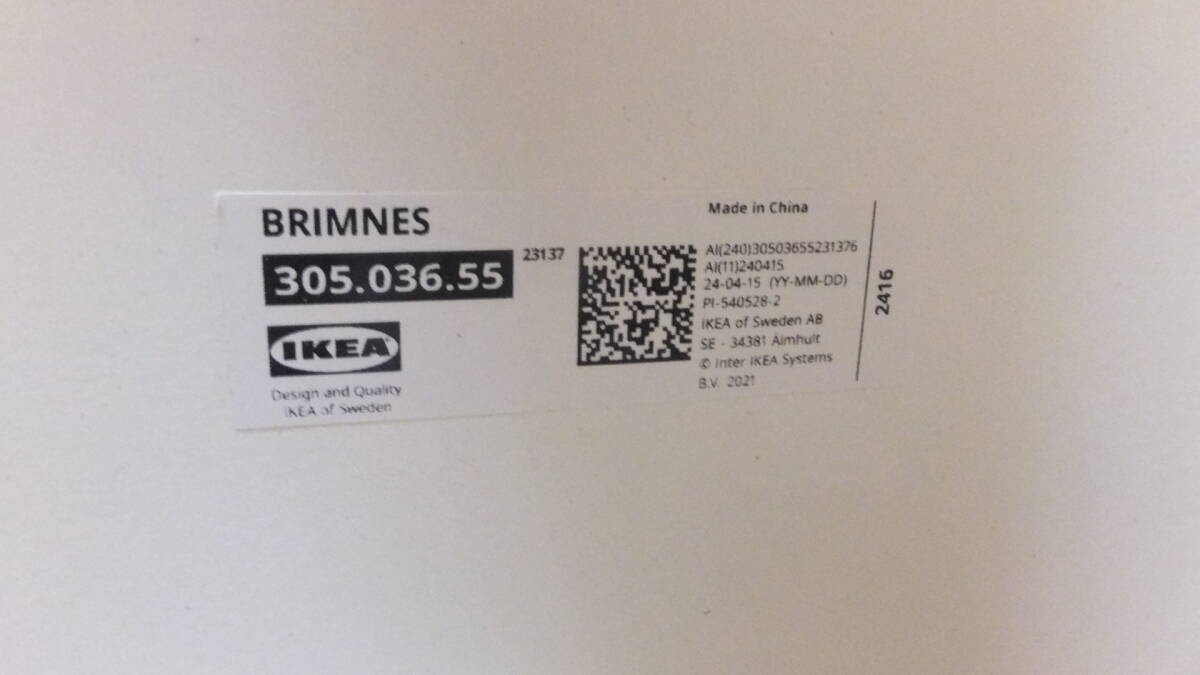 BRIMNES
305.036.55
23137
IKEA
Design and Quality
IKEA of Sweden
Made in China
AI(240)30503655231376
AI(11)240415
24-04-15 (YY-MM-DD)
PI-540528-2
IKEA of Sweden AB
SE - 34381 Älmhult
© Inter IKEA Systems
B.V. 2021
2416